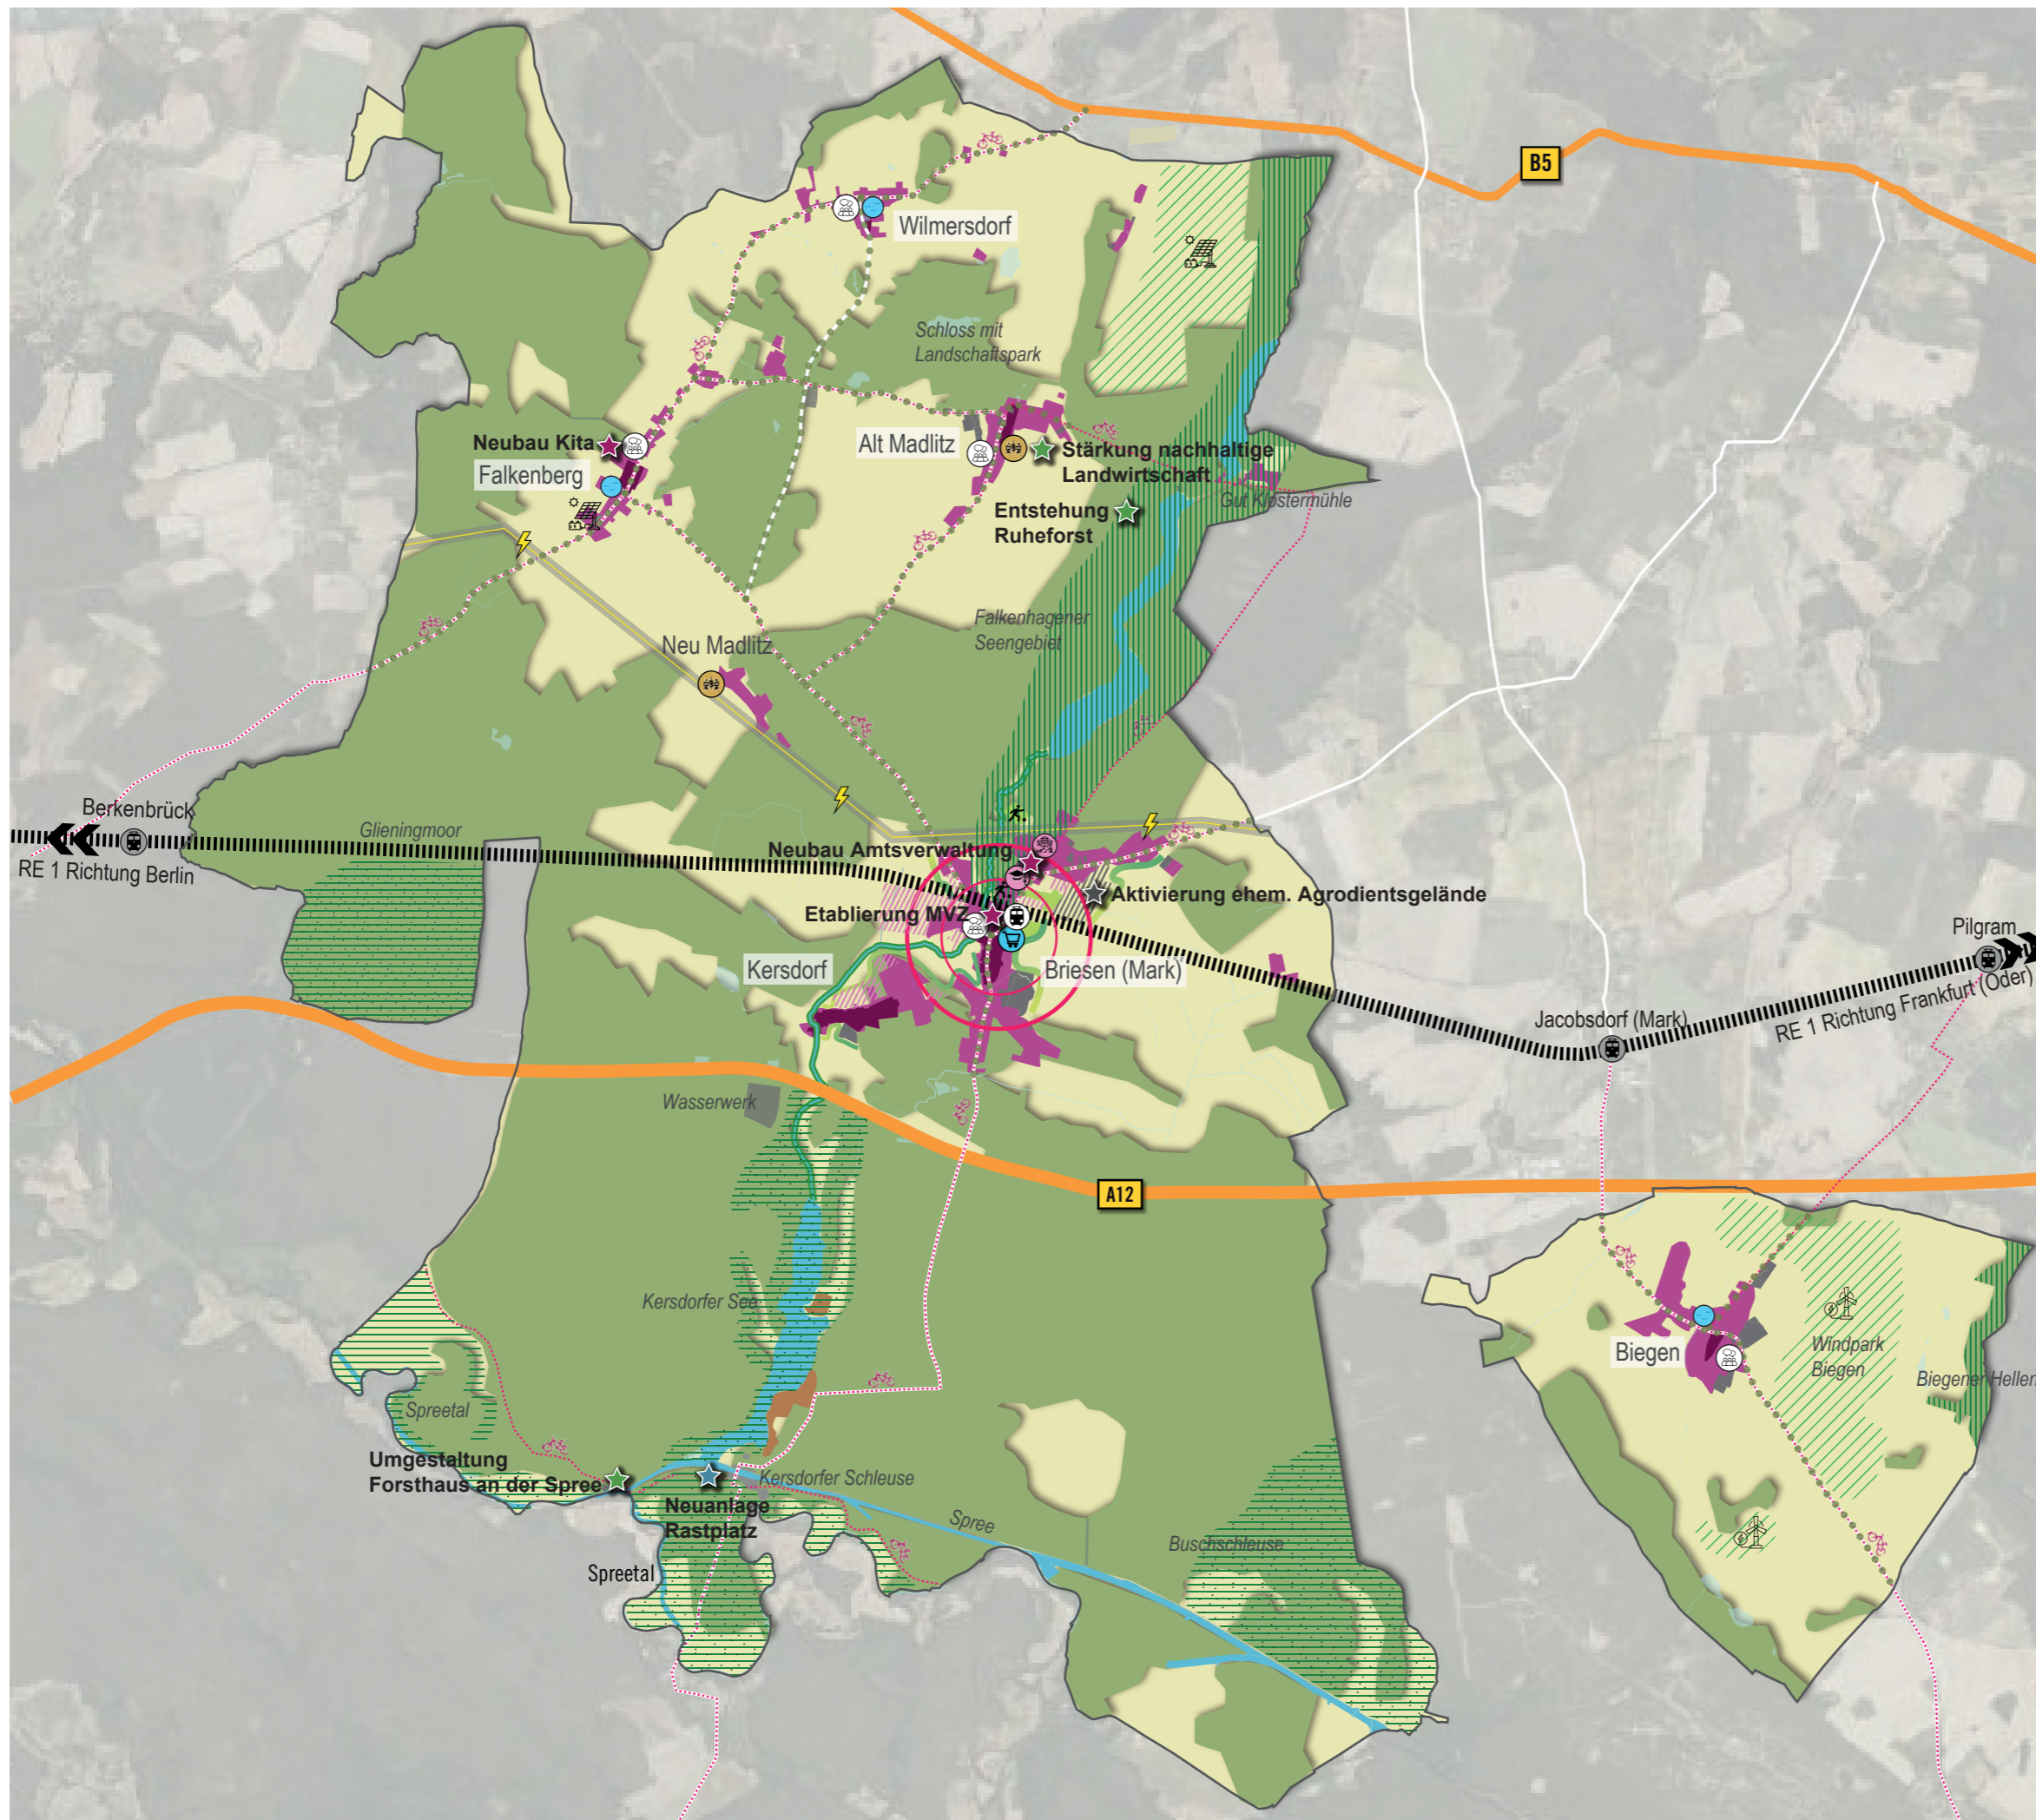 B5
Wilmersdorf
Schloss mit
Landschaftspark
Neubau Kita
Falkenberg
Alt Madlitz
Stärkung nachhaltige
Landwirtschaft
Gut Klostermühle
Entstehung
Ruheforst
Falkenhagener
Seengebiet
Neu Madlitz
Berkenbrück
RE 1 Richtung Berlin
Glieningmoor
Neubau Amtsverwaltung
Aktivierung ehem. Agrodientsgelände
Etablierung MVZ
Kersdorf
Briesen (Mark)
Pilgram
RE 1 Richtung Frankfurt (Oder)
Jacobsdorf (Mark)
Wasserwerk
A12
Kersdorfer See
Windpark
Biegen
Biegen
Biegener Hellen
Spreetal
Umgestaltung
Forsthaus an der Spree
Kersdorfer Schleuse
Neuanlage
Rastplatz
Spree
Buschschleuse
Spreetal